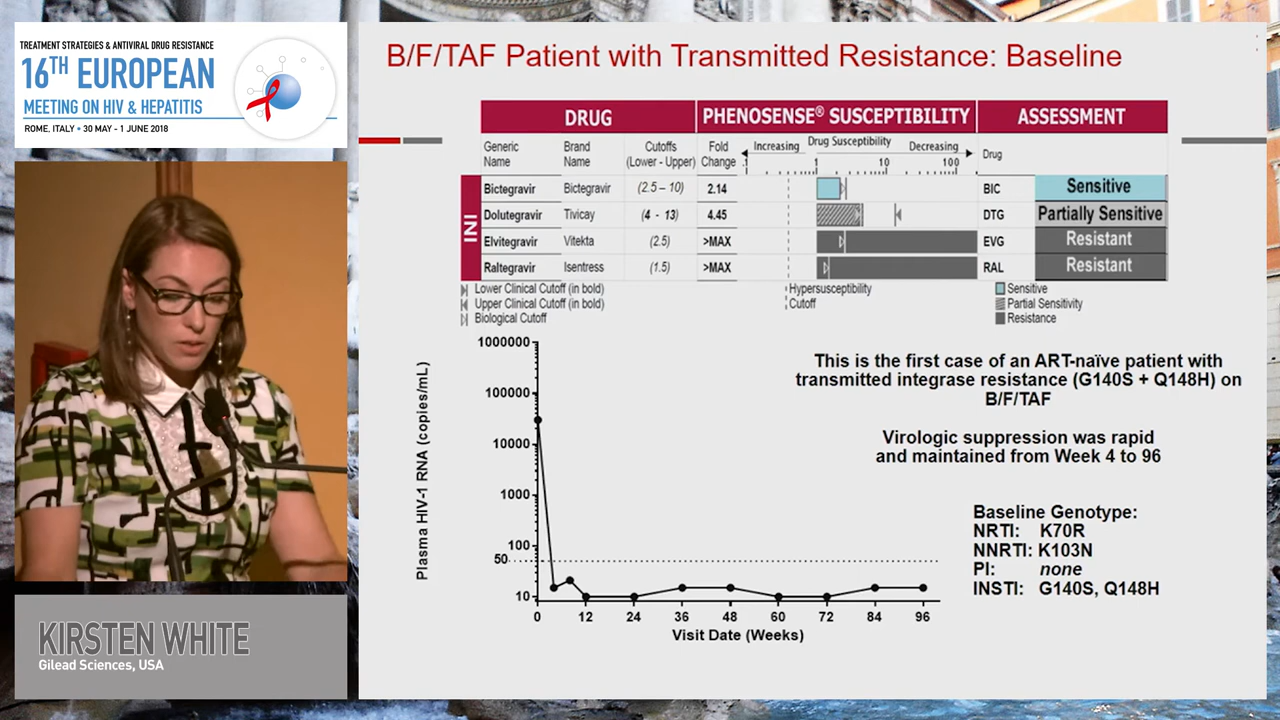 TREATMENT STRATEGIES & ANTIVIRAL DRUG RESISTANCE
16TH EUROPEAN
MEETING ON HIV & HEPATITIS
ROME, ITALY • 30 MAY - 1 JUNE 2018
KIRSTEN WHITE
Gilead Sciences, USA
B/F/TAF Patient with Transmitted Resistance: Baseline
DRUG PHENOSENSE® SUSCEPTIBILITY ASSESSMENT
Generic Name Brand Name Cutoffs (Lower - Upper) Fold Change Increasing Drug Susceptibility Decreasing Drug
.1 1 10 100
INI
Bictegravir Bictegravir (2.5 – 10) 2.14 BIC Sensitive
Dolutegravir Tivicay (4 - 13) 4.45 DTG Partially Sensitive
Elvitegravir Vitekta (2.5) >MAX EVG Resistant
Raltegravir Isentress (1.5) >MAX RAL Resistant
Lower Clinical Cutoff (in bold)
Upper Clinical Cutoff (in bold)
Biological Cutoff
Hypersusceptibility
Cutoff
Sensitive
Partial Sensitivity
Resistance
Plasma HIV-1 RNA (copies/mL)
1000000
100000
10000
1000
100
50
10
0 12 24 36 48 60 72 84 96
Visit Date (Weeks)
This is the first case of an ART-naïve patient with
transmitted integrase resistance (G140S + Q148H) on
B/F/TAF
Virologic suppression was rapid
and maintained from Week 4 to 96
Baseline Genotype:
NRTI: K70R
NNRTI: K103N
PI: none
INSTI: G140S, Q148H